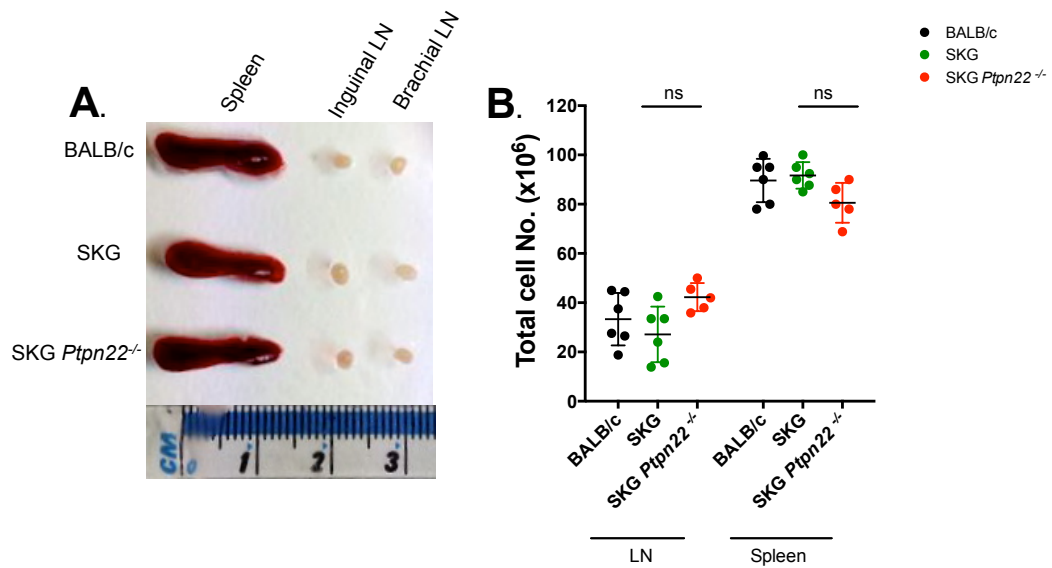 A.
Spleen
Inguinal LN
Brachial LN
BALB/c
SKG
SKG Ptpn22-/-
CM 0 1 2 3
B.
BALB/c
SKG
SKG Ptpn22 -/-
ns
ns
Total cell No. (x10⁶)
120
100
80
60
40
20
0
BALB/c
SKG
SKG Ptpn22 -/-
BALB/c
SKG
SKG Ptpn22 -/-
LN
Spleen